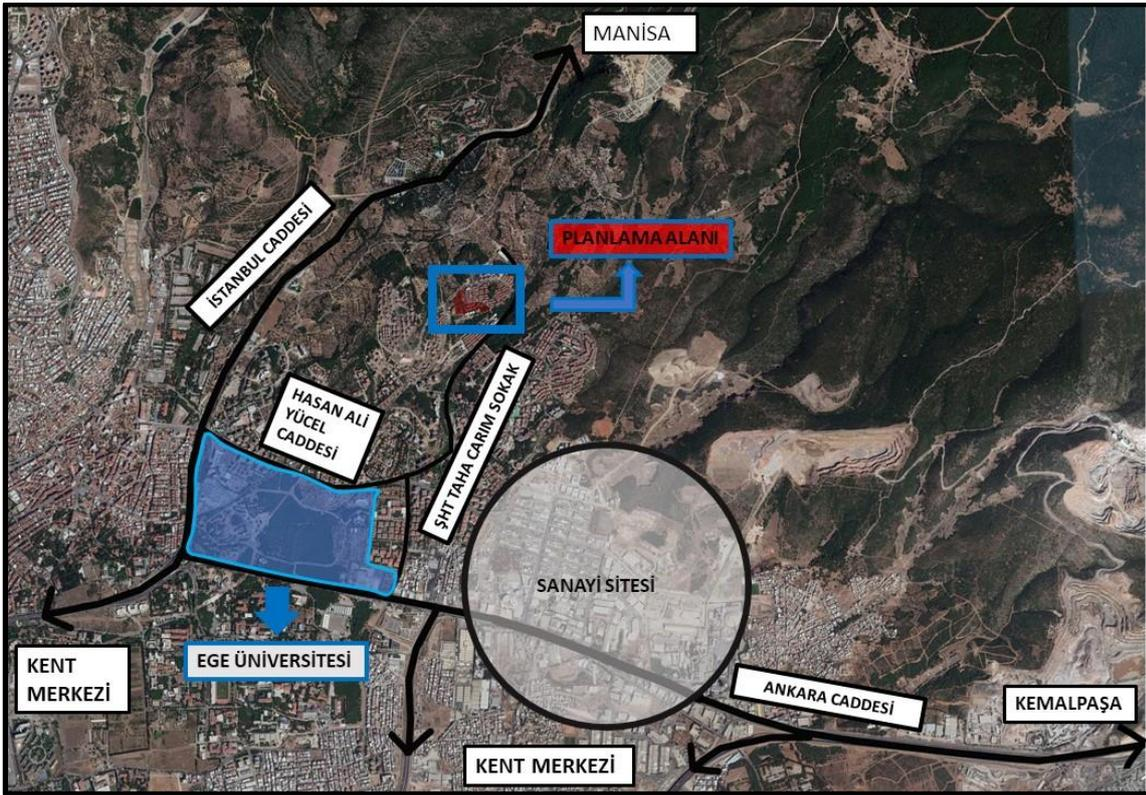 MANİSA
İSTANBUL CADDESİ
PLANLAMA ALANI
HASAN ALİ
YÜCEL
CADDESİ
ŞHT TAHA CARIM SOKAK
SANAYİ SİTESİ
EGE ÜNİVERSİTESİ
KENT
MERKEZİ
ANKARA CADDESİ
KEMALPAŞA
KENT MERKEZİ